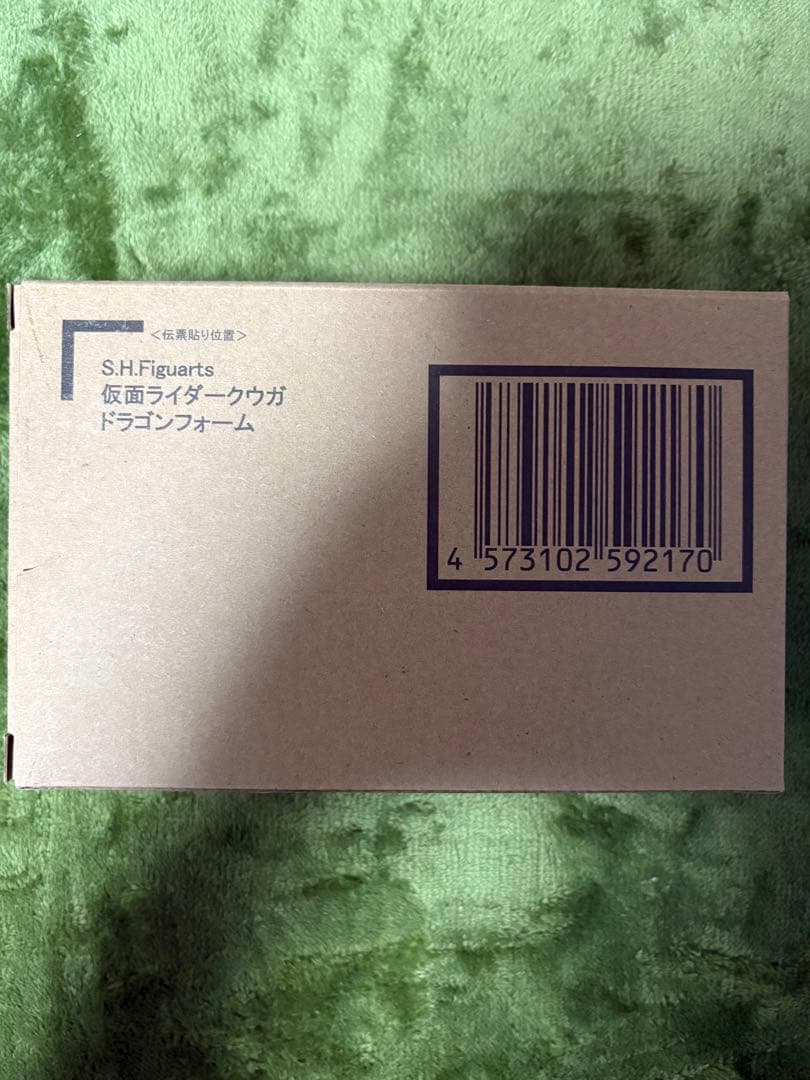 <伝票貼り位置>
S.H.Figuarts
仮面ライダークウガ
ドラゴンフォーム
4 573102 592170